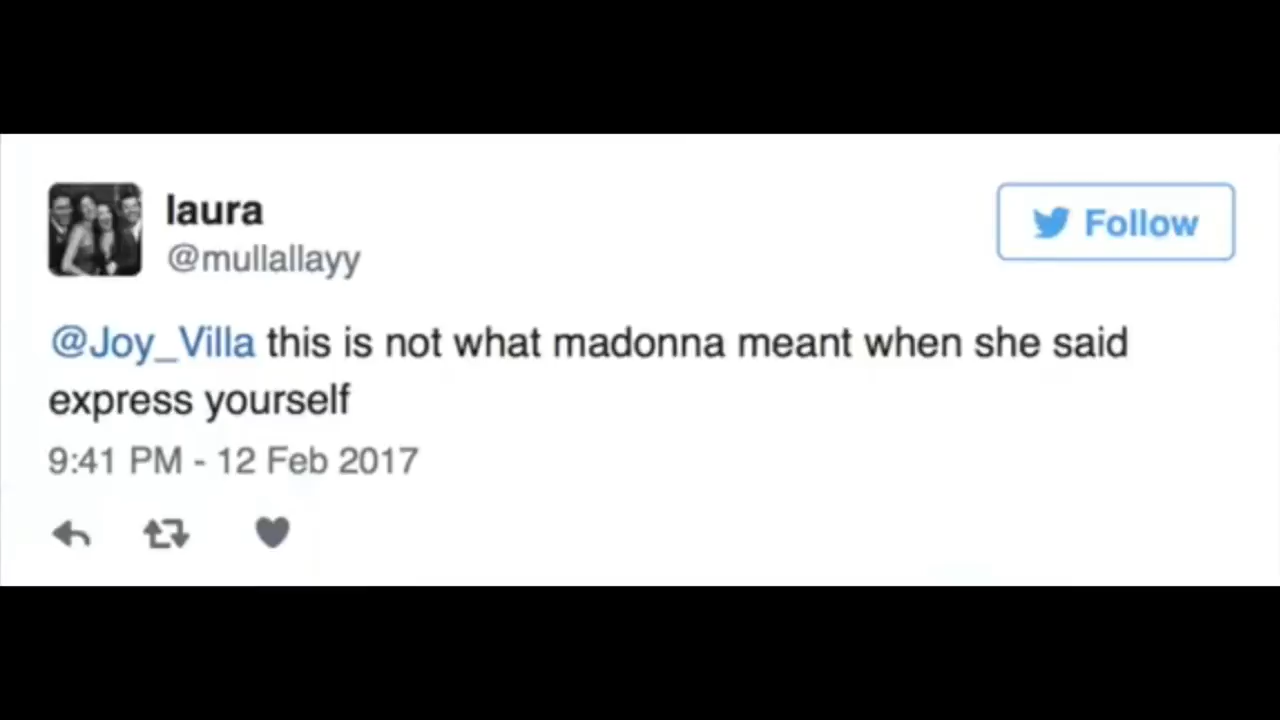 laura
@mullallayy
Follow
@Joy_Villa this is not what madonna meant when she said
express yourself
9:41 PM - 12 Feb 2017